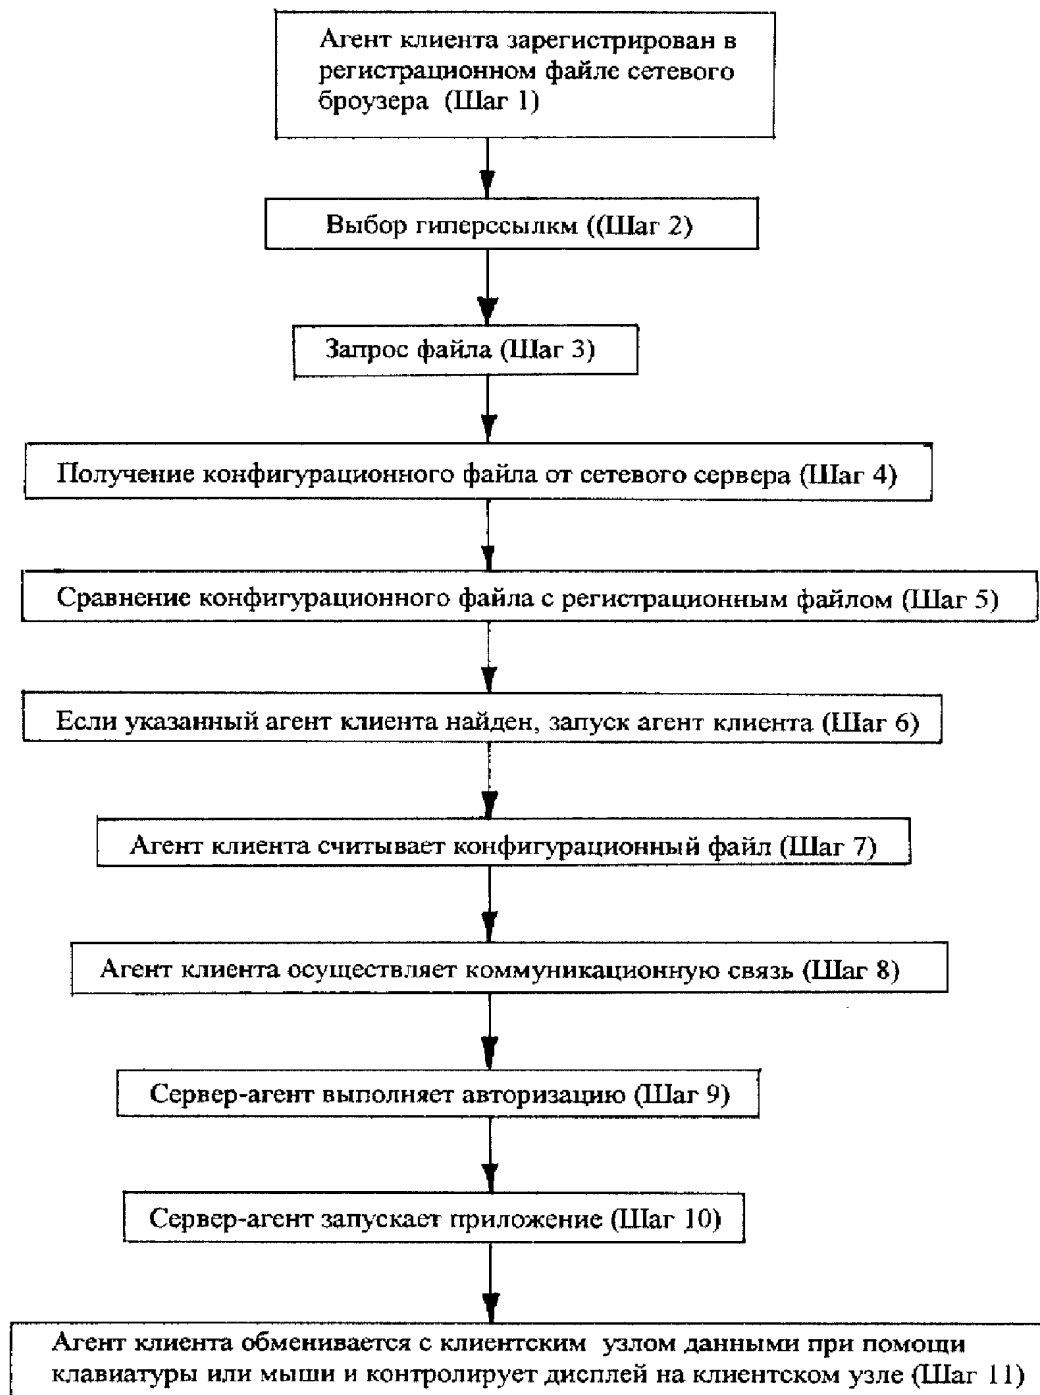 Агент клиента зарегистрирован в
регистрационном файле сетевого
броузера (Шаг 1)
Выбор гиперссылкм ((Шаг 2)
Запрос файла (Шаг 3)
Получение конфигурационного файла от сетевого сервера (Шаг 4)
Сравнение конфигурационного файла с регистрационным файлом (Шаг 5)
Если указанный агент клиента найден, запуск агент клиента (Шаг 6)
Агент клиента считывает конфигурационный файл (Шаг 7)
Агент клиента осуществляет коммуникационную связь (Шаг 8)
Сервер-агент выполняет авторизацию (Шаг 9)
Сервер-агент запускает приложение (Шаг 10)
Агент клиента обменивается с клиентским узлом данными при помощи
клавиатуры или мыши и контролирует дисплей на клиентском узле (Шаг 11)